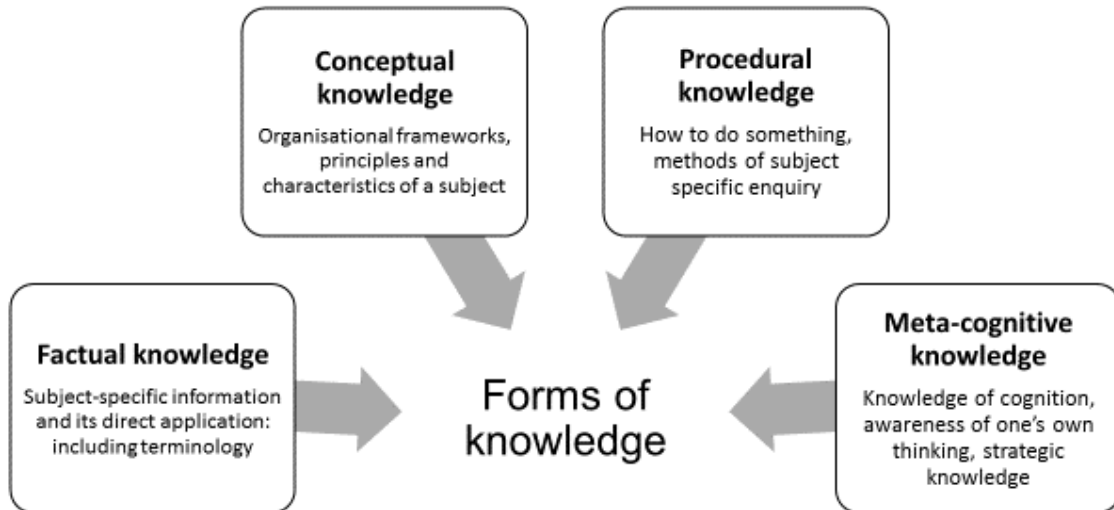 Conceptual
knowledge
Organisational frameworks,
principles and
characteristics of a subject
Procedural
knowledge
How to do something,
methods of subject
specific enquiry
Factual knowledge
Subject-specific information
and its direct application:
including terminology
Forms of
knowledge
Meta-cognitive
knowledge
Knowledge of cognition,
awareness of one's own
thinking, strategic
knowledge